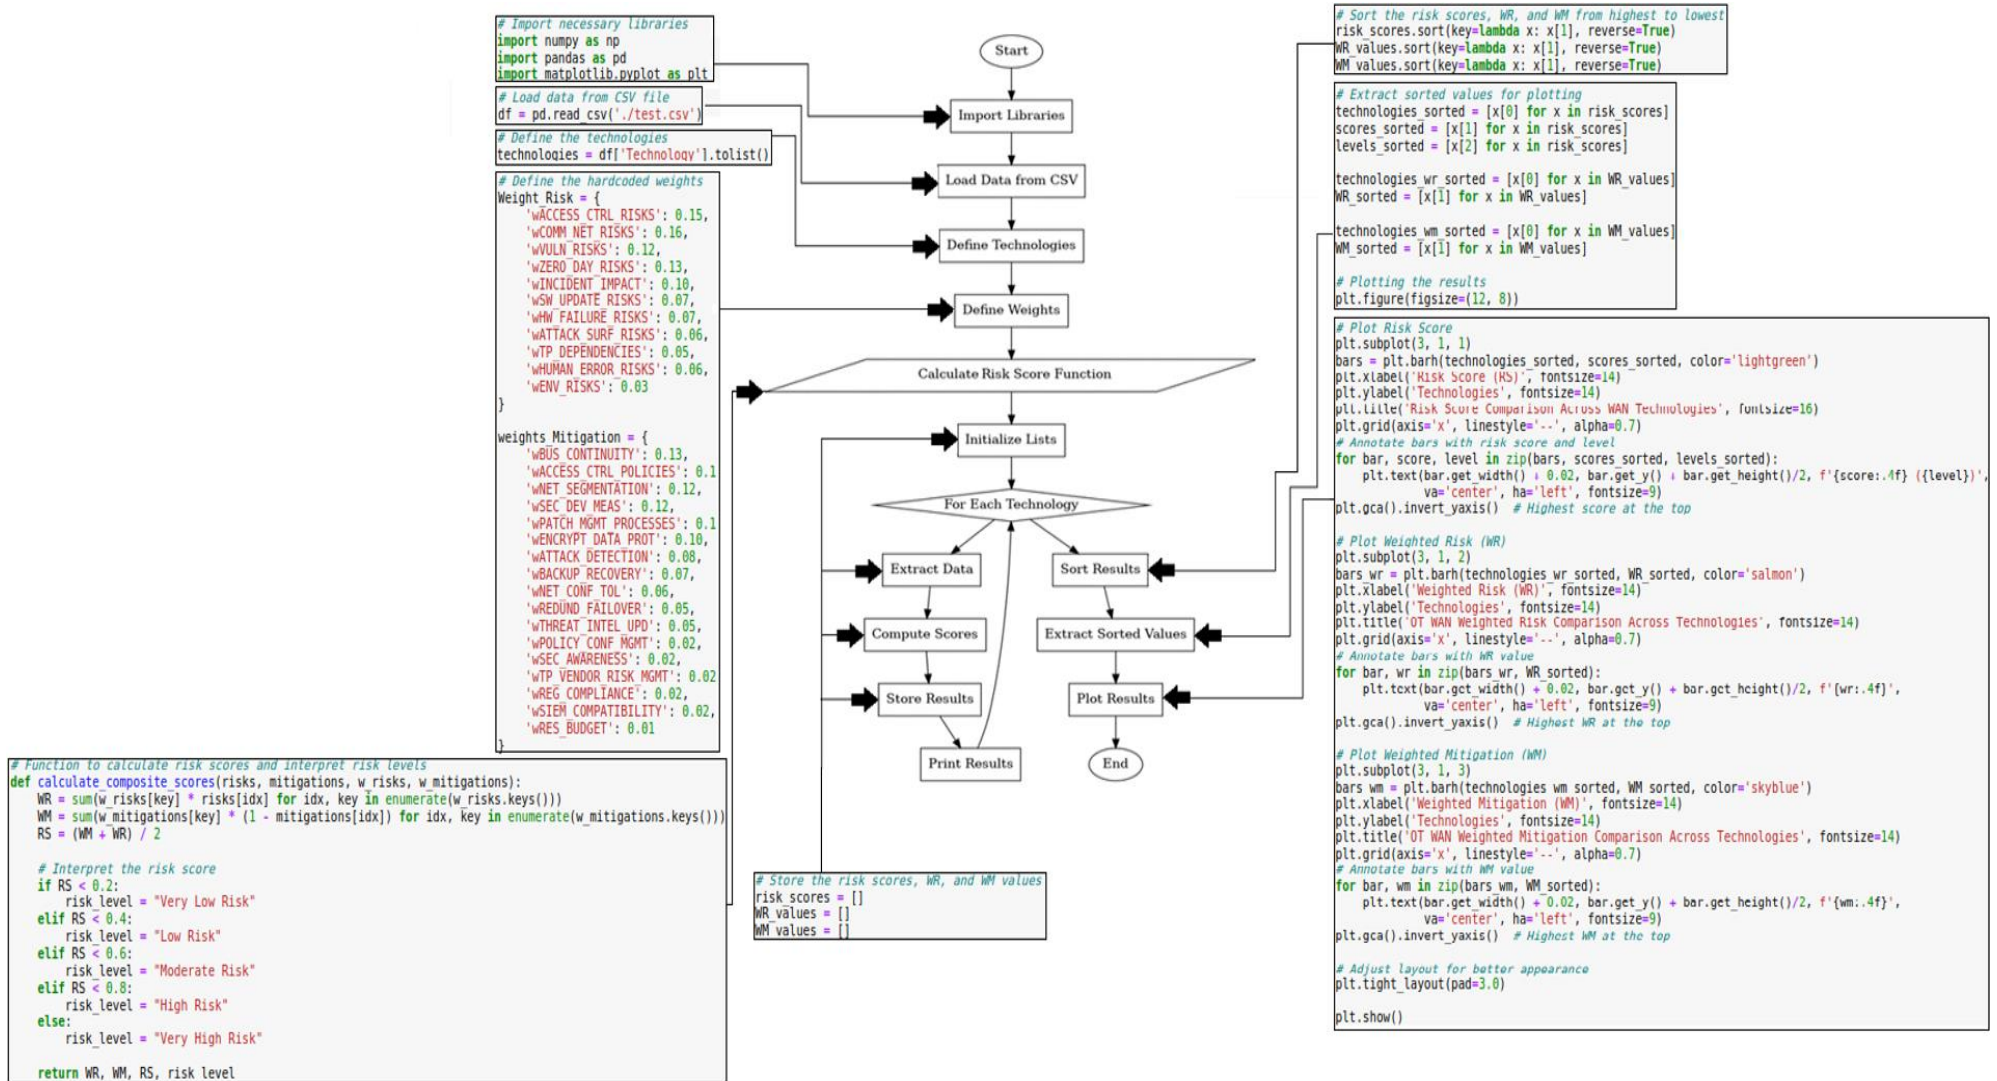 # Import necessary libraries
import numpy as np
import pandas as pd
import matplotlib.pyplot as plt
# Load data from CSV file
df = pd.read_csv('./test.csv')
# Define the technologies
technologies = df['Technology'].tolist()
# Define the hardcoded weights
Weight_Risk = {
    'wACCESS_CTRL_RISKS': 0.15,
    'wCOMM_NET_RISKS': 0.16,
    'wVULN_RISKS': 0.12,
    'wZERO_DAY_RISKS': 0.13,
    'wINCIDENT_IMPACT': 0.10,
    'wSW_UPDATE_RISKS': 0.07,
    'wHW_FAILURE_RISKS': 0.07,
    'wATTACK_SURF_RISKS': 0.06,
    'wTP_DEPENDENCIES': 0.05,
    'wHUMAN_ERROR_RISKS': 0.06,
    'wENV_RISKS': 0.03
}
weights_Mitigation = {
    'wBUS_CONTINUITY': 0.13,
    'wACCESS_CTRL_POLICIES': 0.1
    'wNET_SEGMENTATION': 0.12,
    'wSEC_DEV_MEAS': 0.12,
    'wPATCH_MGMT_PROCESSES': 0.1
    'wENCRYPT_DATA_PROT': 0.10,
    'wATTACK_DETECTION': 0.08,
    'wBACKUP_RECOVERY': 0.07,
    'wNET_CONF_TOL': 0.06,
    'wREDUND_FAILOVER': 0.05,
    'wTHREAT_INTEL_UPD': 0.05,
    'wPOLICY_CONF_MGMT': 0.02,
    'wSEC_AWARENESS': 0.02,
    'wTP_VENDOR_RISK_MGMT': 0.02
    'wREG_COMPLIANCE': 0.02,
    'wSIEM_COMPATIBILITY': 0.02,
    'wRES_BUDGET': 0.01
}
# Function to calculate risk scores and interpret risk levels
def calculate_composite_scores(risks, mitigations, w_risks, w_mitigations):
    WR = sum(w_risks[key] * risks[idx] for idx, key in enumerate(w_risks.keys()))
    WM = sum(w_mitigations[key] * (1 - mitigations[idx]) for idx, key in enumerate(w_mitigations.keys()))
    RS = (WM + WR) / 2
    # Interpret the risk score
    if RS < 0.2:
        risk_level = "Very Low Risk"
    elif RS < 0.4:
        risk_level = "Low Risk"
    elif RS < 0.6:
        risk_level = "Moderate Risk"
    elif RS < 0.8:
        risk_level = "High Risk"
    else:
        risk_level = "Very High Risk"
    return WR, WM, RS, risk_level
Start
Import Libraries
Load Data from CSV
Define Technologies
Define Weights
Calculate Risk Score Function
Initialize Lists
For Each Technology
Extract Data
Sort Results
Compute Scores
Extract Sorted Values
Store Results
Plot Results
Print Results
End
# Store the risk scores, WR, and WM values
risk_scores = []
WR_values = []
WM_values = []
# Sort the risk scores, WR, and WM from highest to lowest
risk_scores.sort(key=lambda x: x[1], reverse=True)
WR_values.sort(key=lambda x: x[1], reverse=True)
WM_values.sort(key=lambda x: x[1], reverse=True)
# Extract sorted values for plotting
technologies_sorted = [x[0] for x in risk_scores]
scores_sorted = [x[1] for x in risk_scores]
levels_sorted = [x[2] for x in risk_scores]
technologies_wr_sorted = [x[0] for x in WR_values]
WR_sorted = [x[1] for x in WR_values]
technologies_wm_sorted = [x[0] for x in WM_values]
WM_sorted = [x[1] for x in WM_values]
# Plotting the results
plt.figure(figsize=(12, 8))
# Plot Risk Score
plt.subplot(3, 1, 1)
bars = plt.barh(technologies_sorted, scores_sorted, color='lightgreen')
plt.xlabel('Risk Score (RS)', fontsize=14)
plt.ylabel('Technologies', fontsize=14)
plt.title('Risk Score Comparison Across WAN Technologies', fontsize=16)
plt.grid(axis='x', linestyle='--', alpha=0.7)
# Annotate bars with risk score and level
for bar, score, level in zip(bars, scores_sorted, levels_sorted):
    plt.text(bar.get_width() + 0.02, bar.get_y() + bar.get_height()/2, f'{score:.4f} ({level})',
             va='center', ha='left', fontsize=9)
plt.gca().invert_yaxis()  # Highest score at the top
# Plot Weighted Risk (WR)
plt.subplot(3, 1, 2)
bars_wr = plt.barh(technologies_wr_sorted, WR_sorted, color='salmon')
plt.xlabel('Weighted Risk (WR)', fontsize=14)
plt.ylabel('Technologies', fontsize=14)
plt.title('OT WAN Weighted Risk Comparison Across Technologies', fontsize=14)
plt.grid(axis='x', linestyle='--', alpha=0.7)
# Annotate bars with WR value
for bar, wr in zip(bars_wr, WR_sorted):
    plt.text(bar.get_width() + 0.02, bar.get_y() + bar.get_height()/2, f'{wr:.4f}',
             va='center', ha='left', fontsize=9)
plt.gca().invert_yaxis()  # Highest WR at the top
# Plot Weighted Mitigation (WM)
plt.subplot(3, 1, 3)
bars_wm = plt.barh(technologies_wm_sorted, WM_sorted, color='skyblue')
plt.xlabel('Weighted Mitigation (WM)', fontsize=14)
plt.ylabel('Technologies', fontsize=14)
plt.title('OT WAN Weighted Mitigation Comparison Across Technologies', fontsize=14)
plt.grid(axis='x', linestyle='--', alpha=0.7)
# Annotate bars with WM value
for bar, wm in zip(bars_wm, WM_sorted):
    plt.text(bar.get_width() + 0.02, bar.get_y() + bar.get_height()/2, f'{wm:.4f}',
             va='center', ha='left', fontsize=9)
plt.gca().invert_yaxis()  # Highest WM at the top
# Adjust layout for better appearance
plt.tight_layout(pad=3.0)
plt.show()